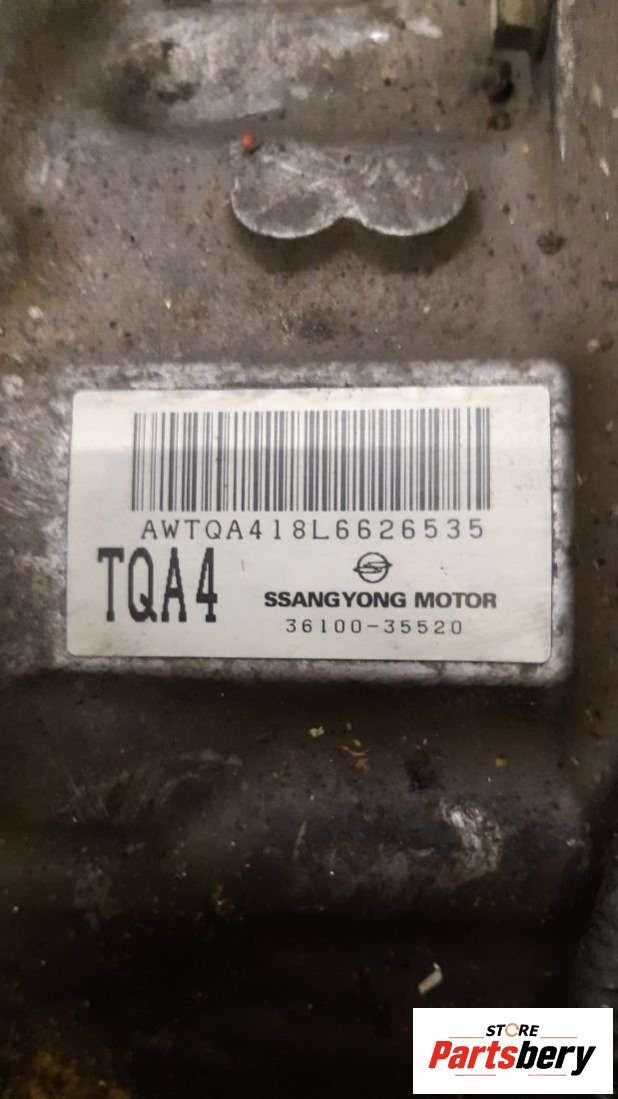 AWTQA418L6626535
TQA4
SSANGYONG MOTOR
36100-35520
STORE
Partsbery